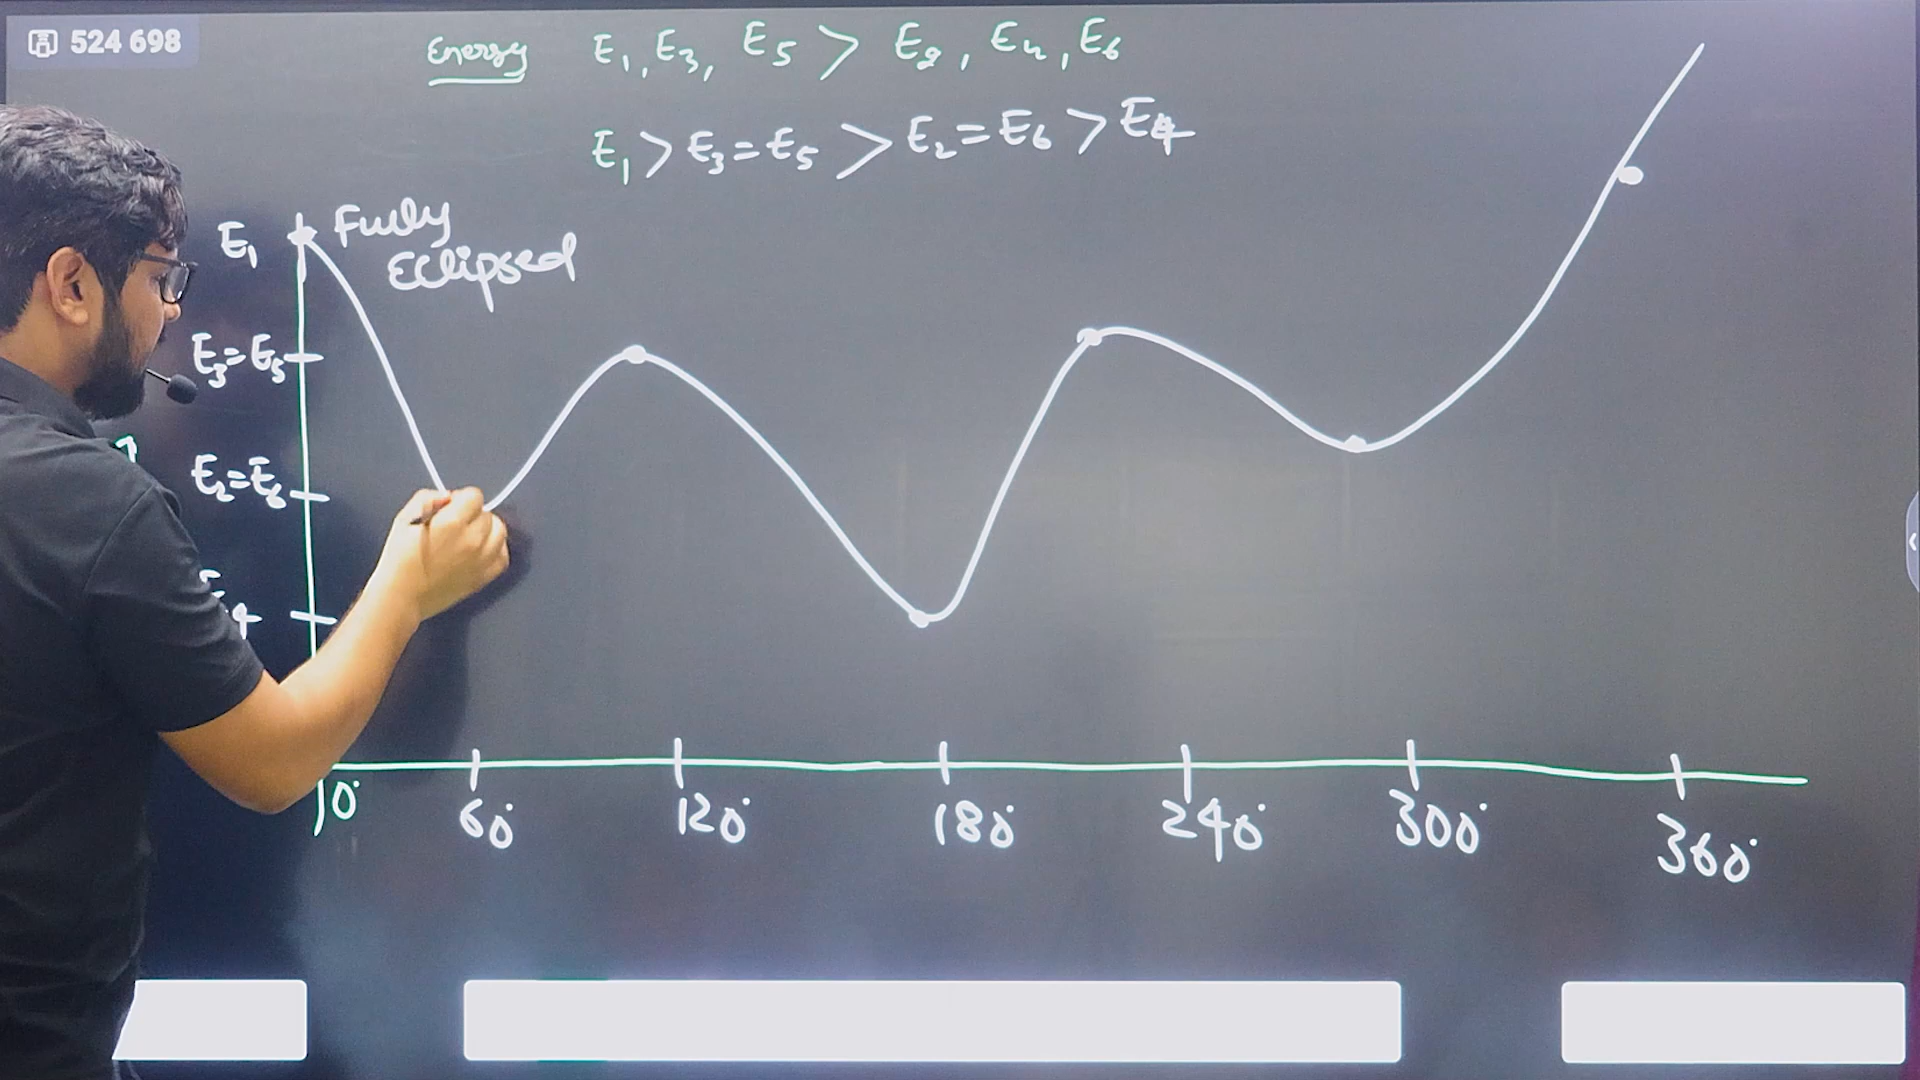 524 698
Energy E₁, E₃, E₅ > E₂, E₄, E₆
E₁ > E₃ = E₅ > E₂ = E₆ > E₄
E₁
Fully
Eclipsed
E₃=E₅
E₂=E₆
0° 60° 120° 180° 240° 300° 360°